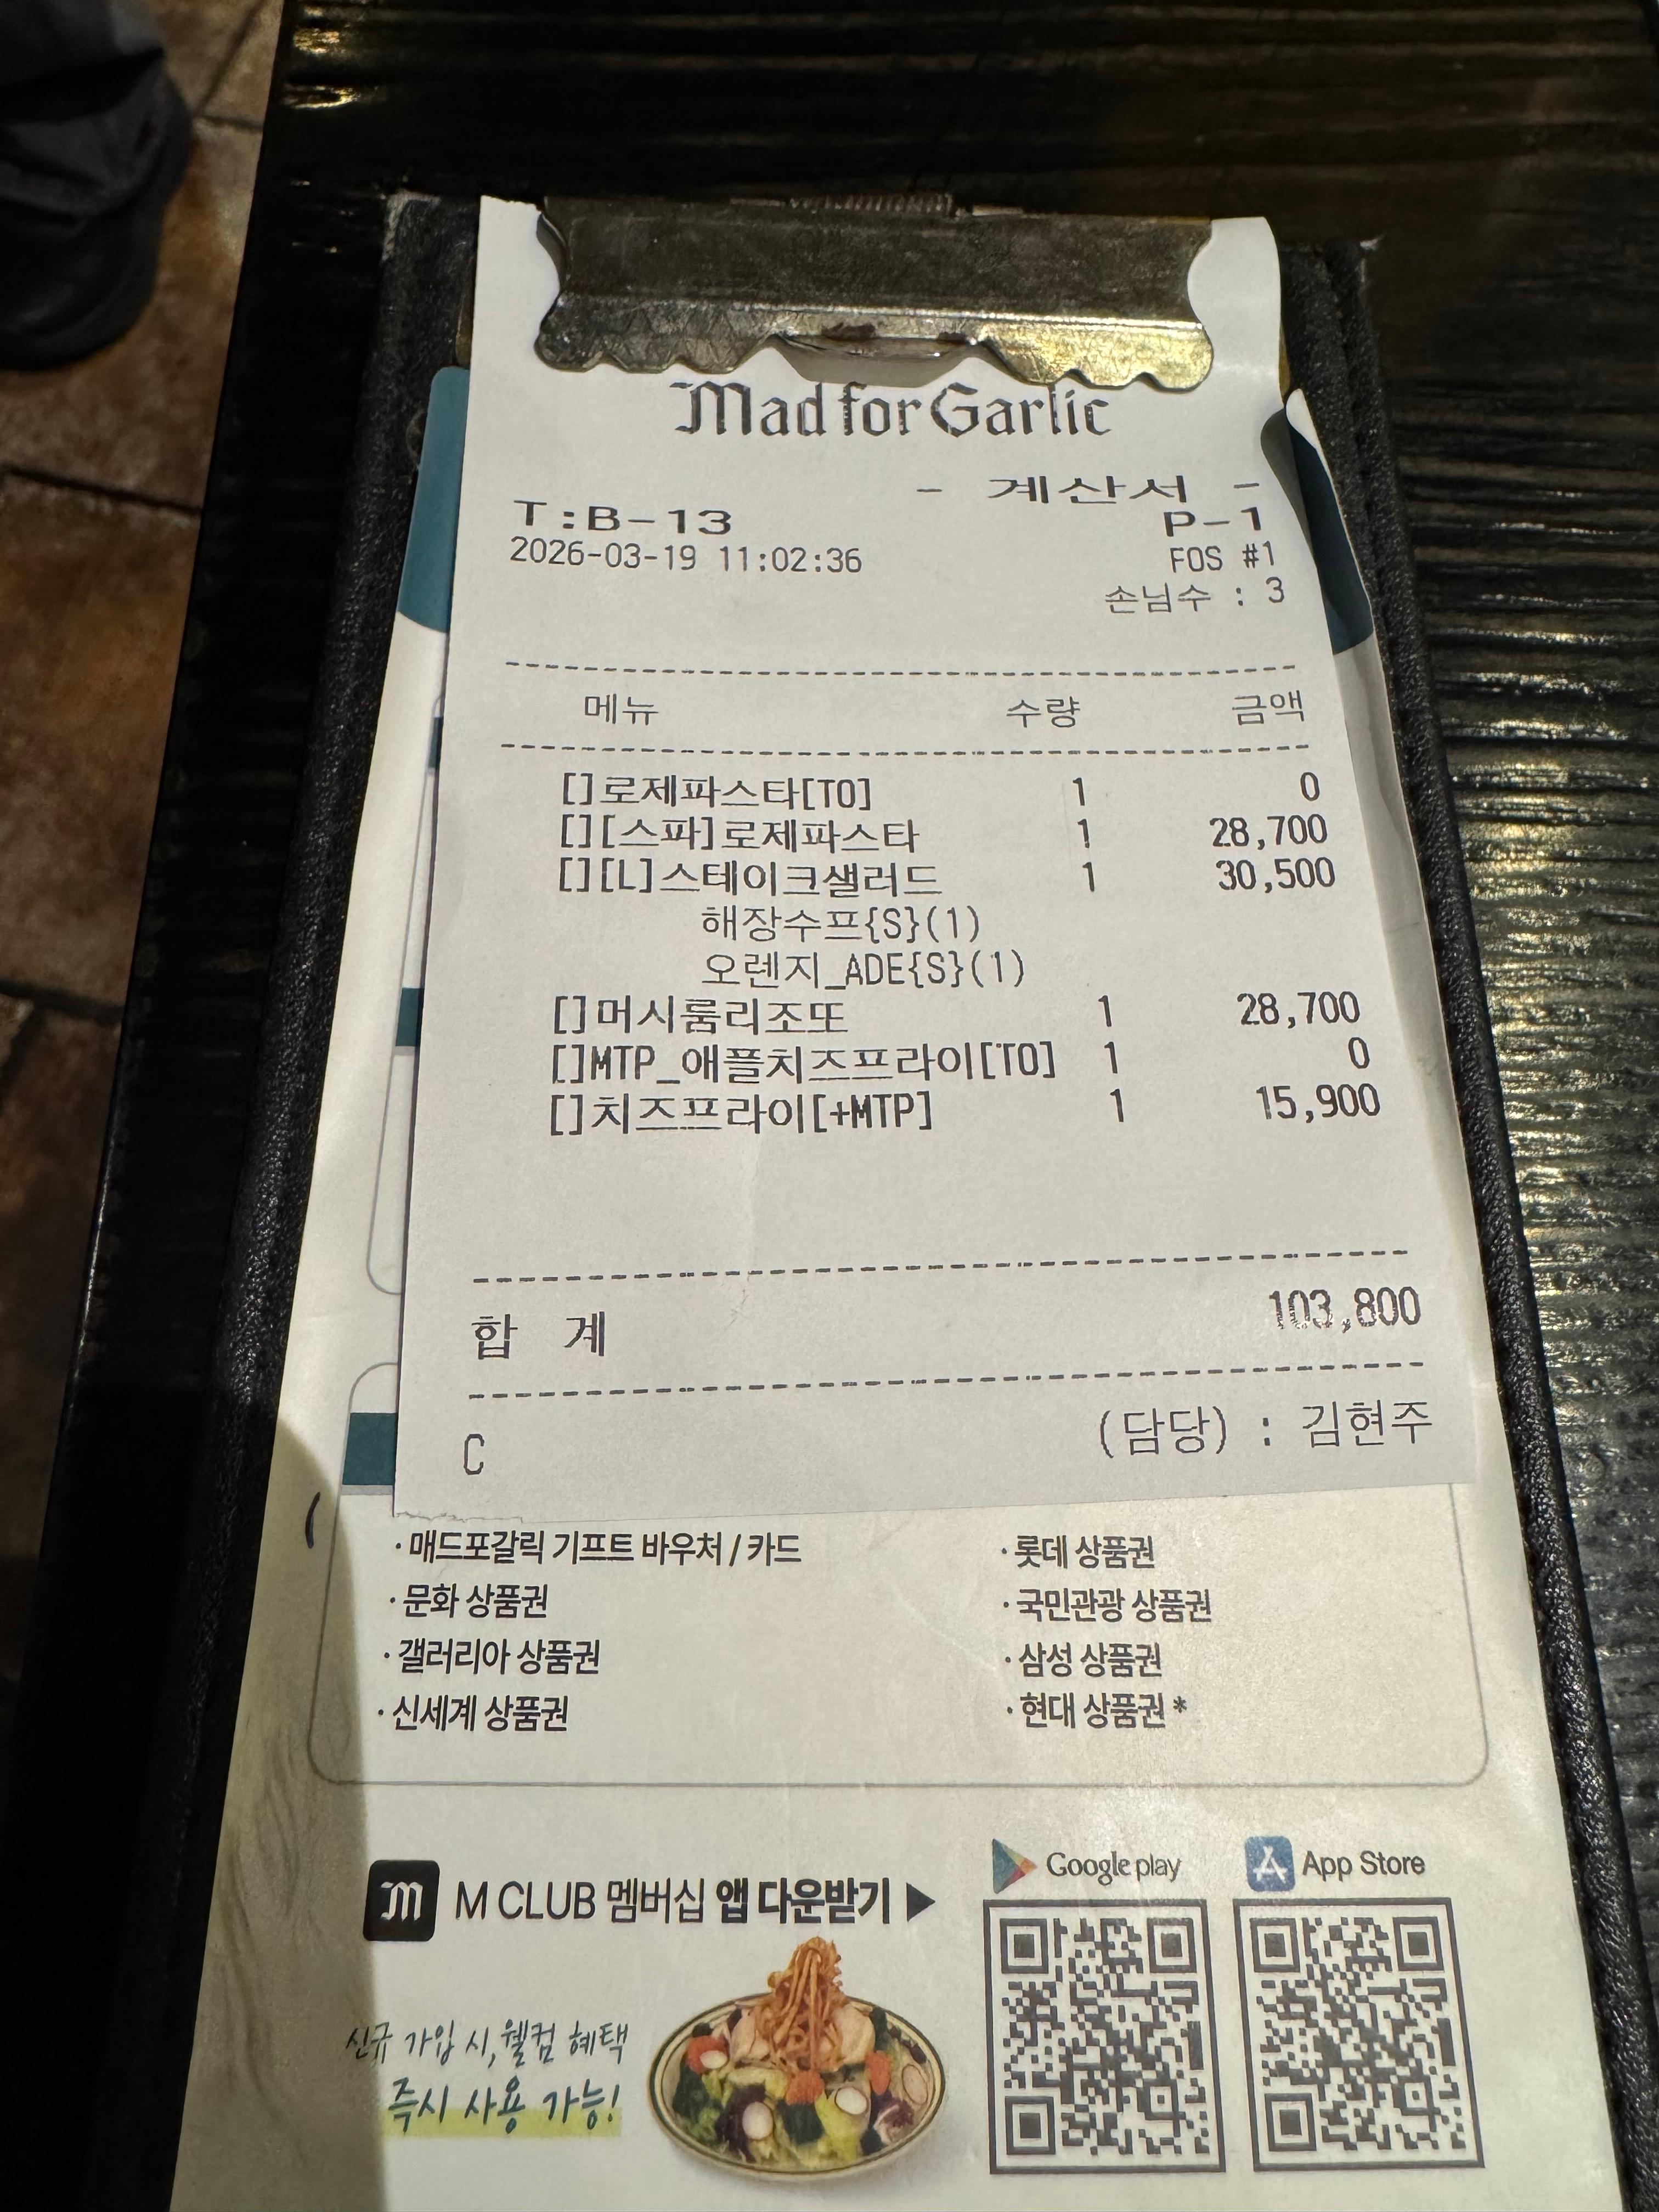 Mad for Garlic
- 계산서 -
T:B-13 P-1
2026-03-19 11:02:36 FOS #1
손님수 : 3
메뉴 수량 금액
[]로제파스타[TO] 1 0
[][스파]로제파스타 1 28,700
[][L]스테이크샐러드 1 30,500
해장수프{S}(1)
오렌지_ADE{S}(1)
[]머시룸리조또 1 28,700
[]MTP_애플치즈프라이[TO] 1 0
[]치즈프라이[+MTP] 1 15,900
합 계 103,800
C (담당) : 김현주
· 매드포갈릭 기프트 바우처 / 카드 · 롯데 상품권
· 문화 상품권 · 국민관광 상품권
· 갤러리아 상품권 · 삼성 상품권
· 신세계 상품권 · 현대 상품권*
Google play App Store
M M CLUB 멤버십 앱 다운받기 ▶
신규 가입 시, 웰컴 혜택
즉시 사용 가능!